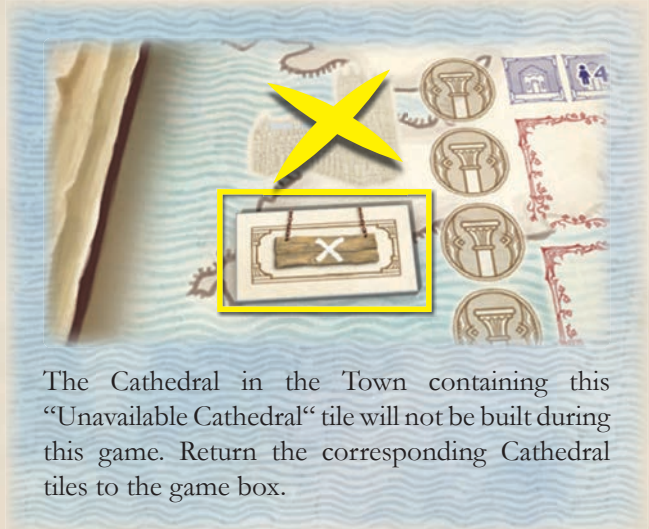 4
The Cathedral in the Town containing this
“Unavailable Cathedral“ tile will not be built during
this game. Return the corresponding Cathedral
tiles to the game box.